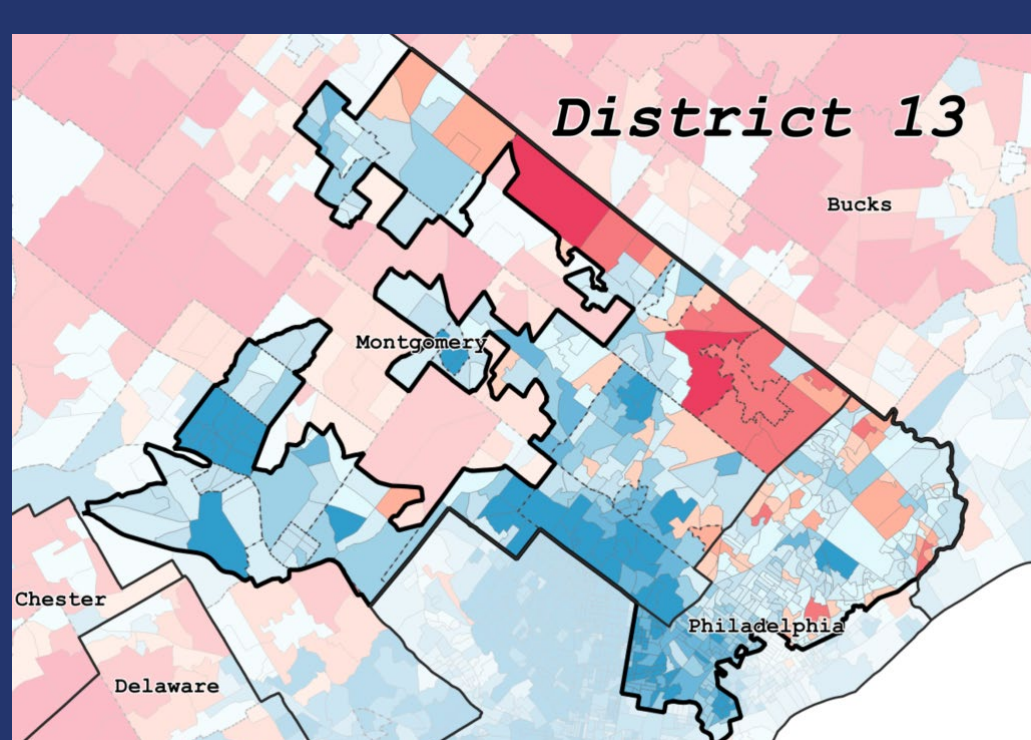 District 13
Bucks
Montgomery
Chester
Philadelphia
Delaware